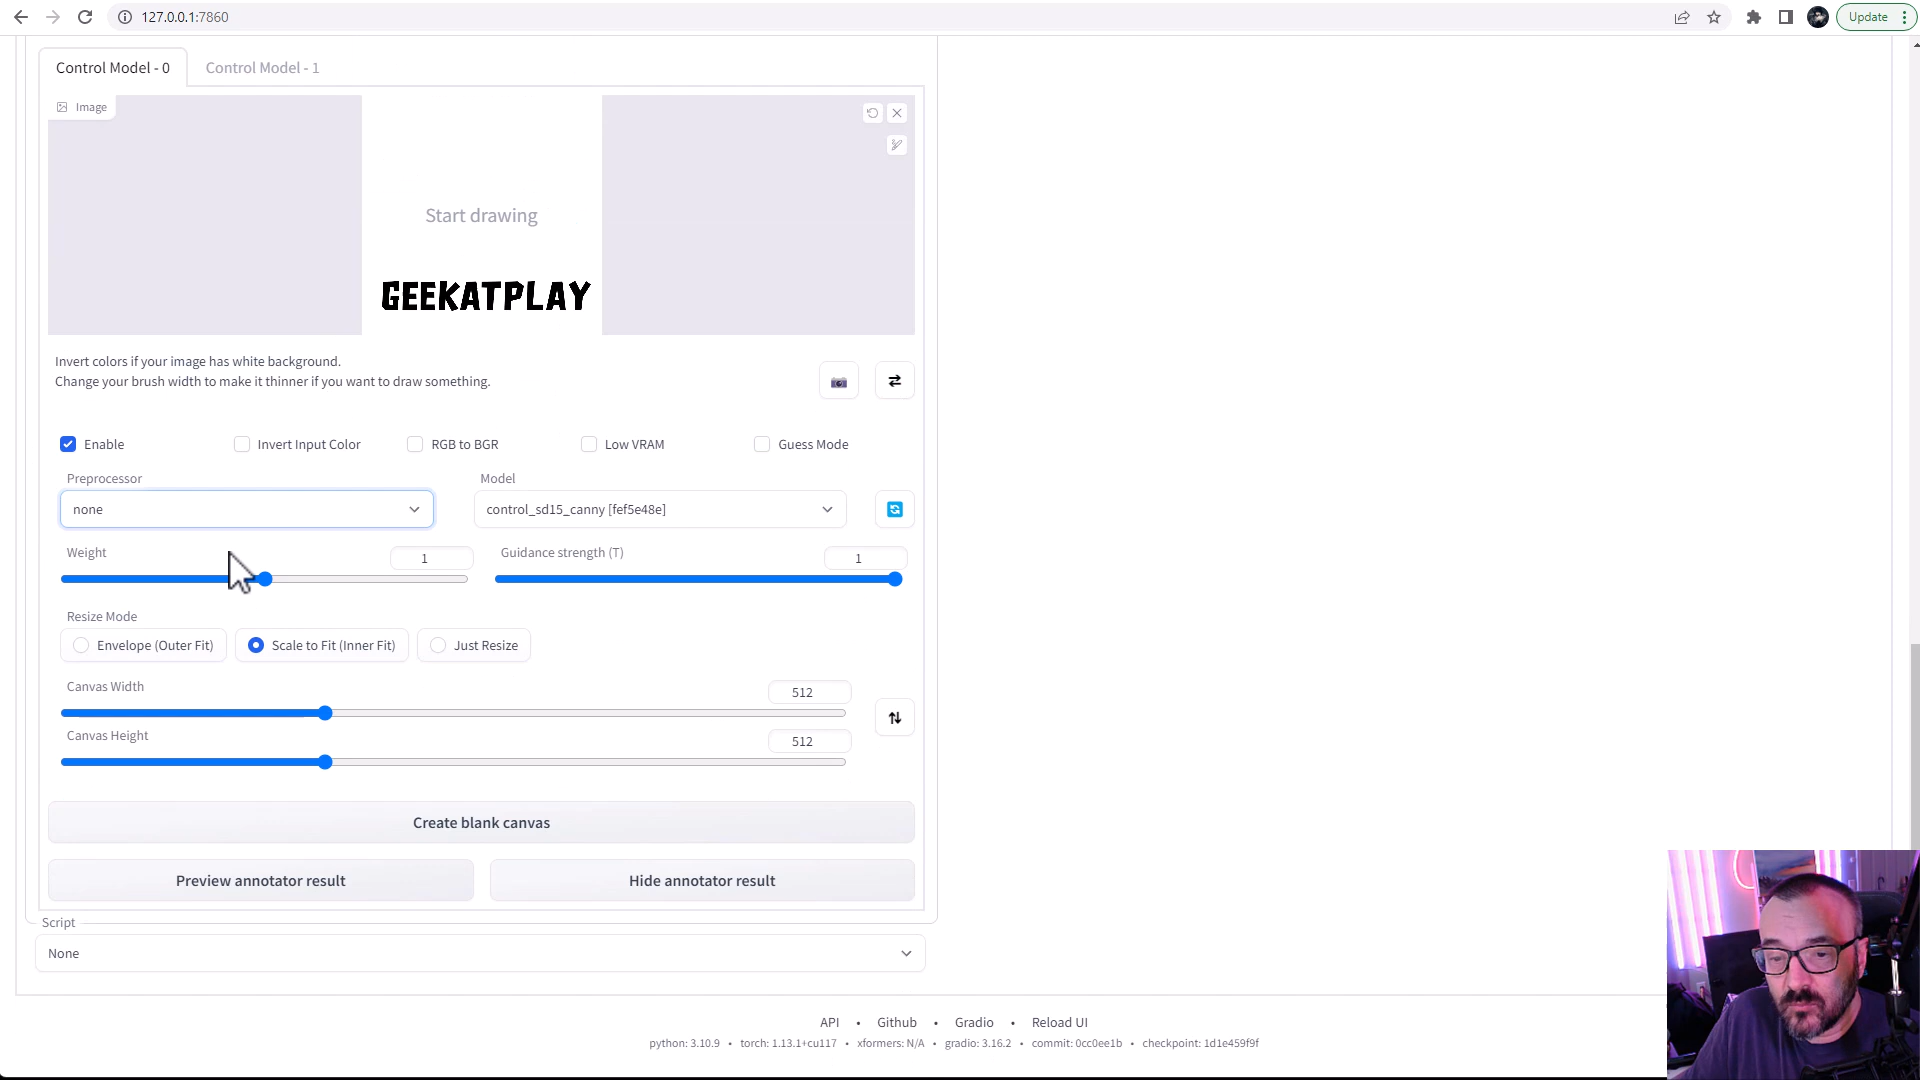 127.0.0.1:7860
Update
Control Model - 0
Control Model - 1
Image
Start drawing
GEEKATPLAY
Invert colors if your image has white background.
Change your brush width to make it thinner if you want to draw something.
Enable
Invert Input Color
RGB to BGR
Low VRAM
Guess Mode
Preprocessor
Model
none
control_sd15_canny [fef5e48e]
Weight
1
Guidance strength (T)
1
Resize Mode
Envelope (Outer Fit)
Scale to Fit (Inner Fit)
Just Resize
Canvas Width
512
Canvas Height
512
Create blank canvas
Preview annotator result
Hide annotator result
Script
None
API • Github • Gradio • Reload UI
python: 3.10.9 • torch: 1.13.1+cu117 • xformers: N/A • gradio: 3.16.2 • commit: 0cc0ee1b • checkpoint: 1d1e459f9f